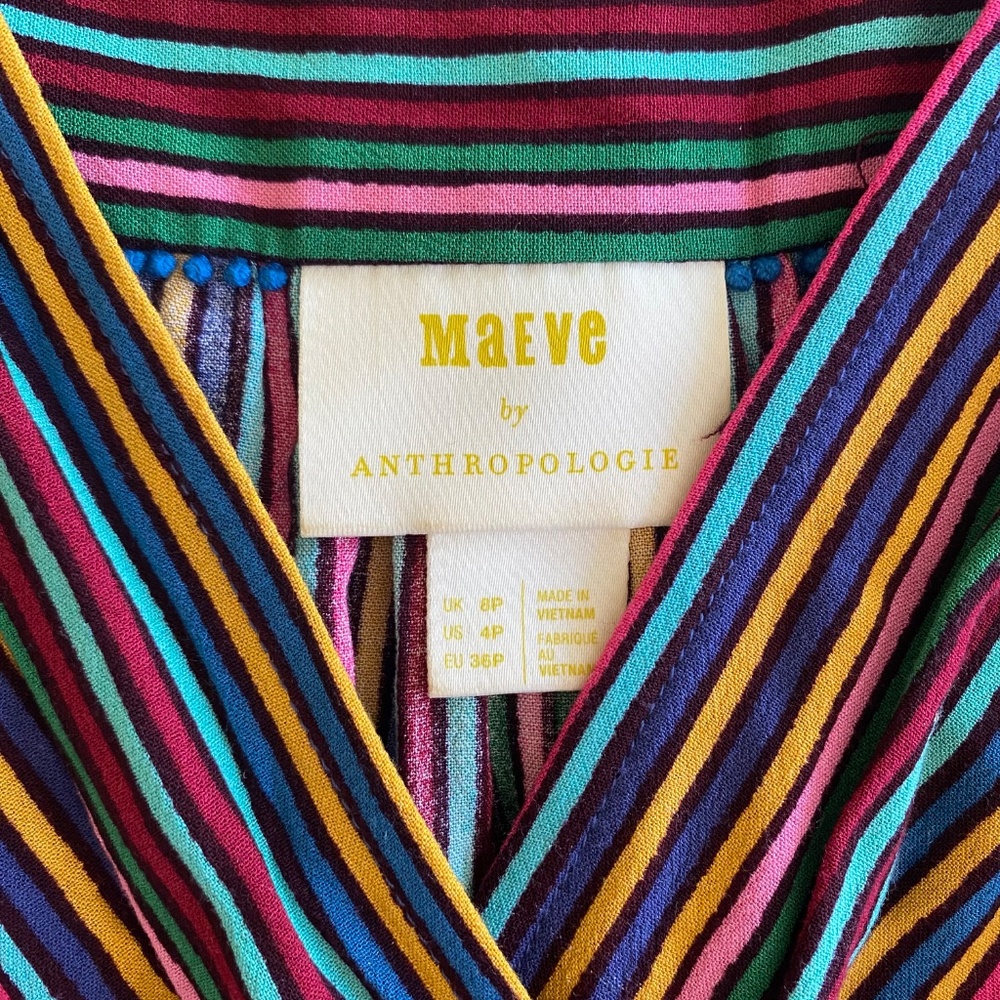 MaEve
by
ANTHROPOLOGIE
UK 8P
US 4P
EU 36P
MADE IN
VIETNAM
FABRIQUÉ
AU
VIETNAM